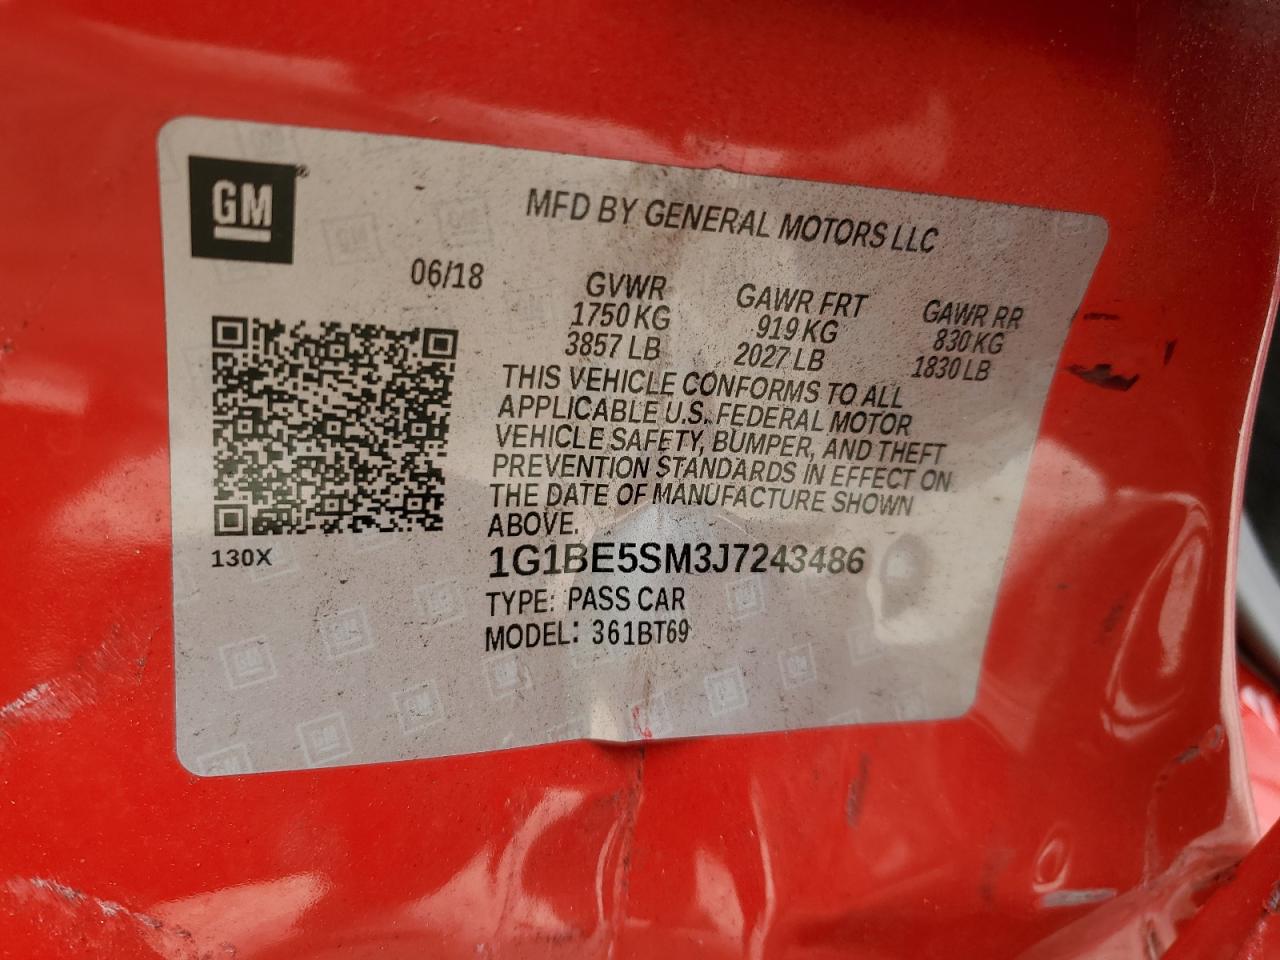 GM
MFD BY GENERAL MOTORS LLC
06/18
GVWR GAWR FRT GAWR RR
1750 KG 919 KG 830 KG
3857 LB 2027 LB 1830 LB
THIS VEHICLE CONFORMS TO ALL
APPLICABLE U.S. FEDERAL MOTOR
VEHICLE SAFETY, BUMPER, AND THEFT
PREVENTION STANDARDS IN EFFECT ON
THE DATE OF MANUFACTURE SHOWN
ABOVE.
130X
1G1BE5SM3J7243486
TYPE: PASS CAR
MODEL: 361BT69